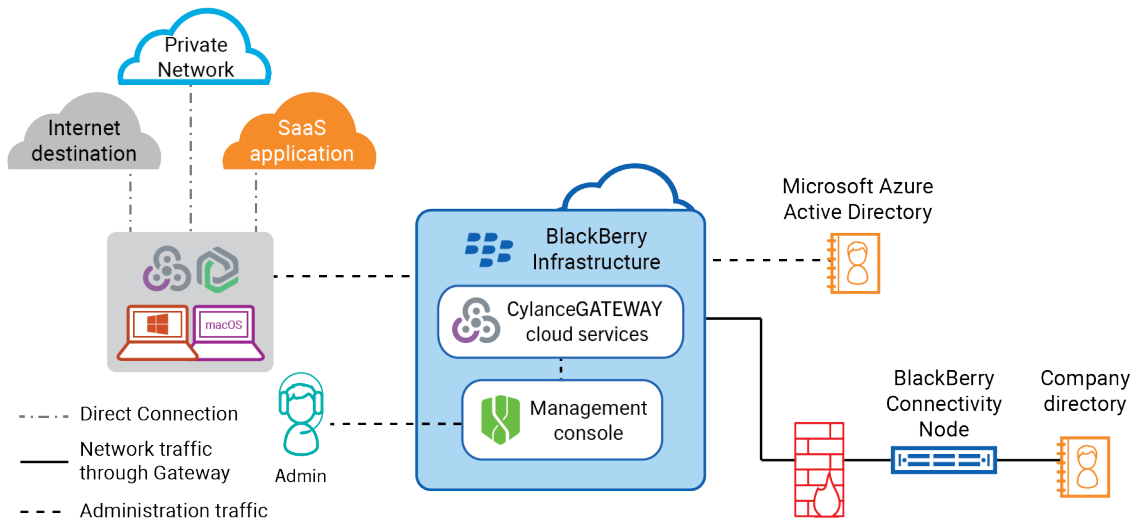 Private
Network
Internet
destination
SaaS
application
Microsoft Azure
Active Directory
BlackBerry
Infrastructure
CylanceGATEWAY
cloud services
macOS
BlackBerry
Connectivity
Node
Company
directory
Management
console
Direct Connection
Network traffic
through Gateway
Administration traffic
Admin